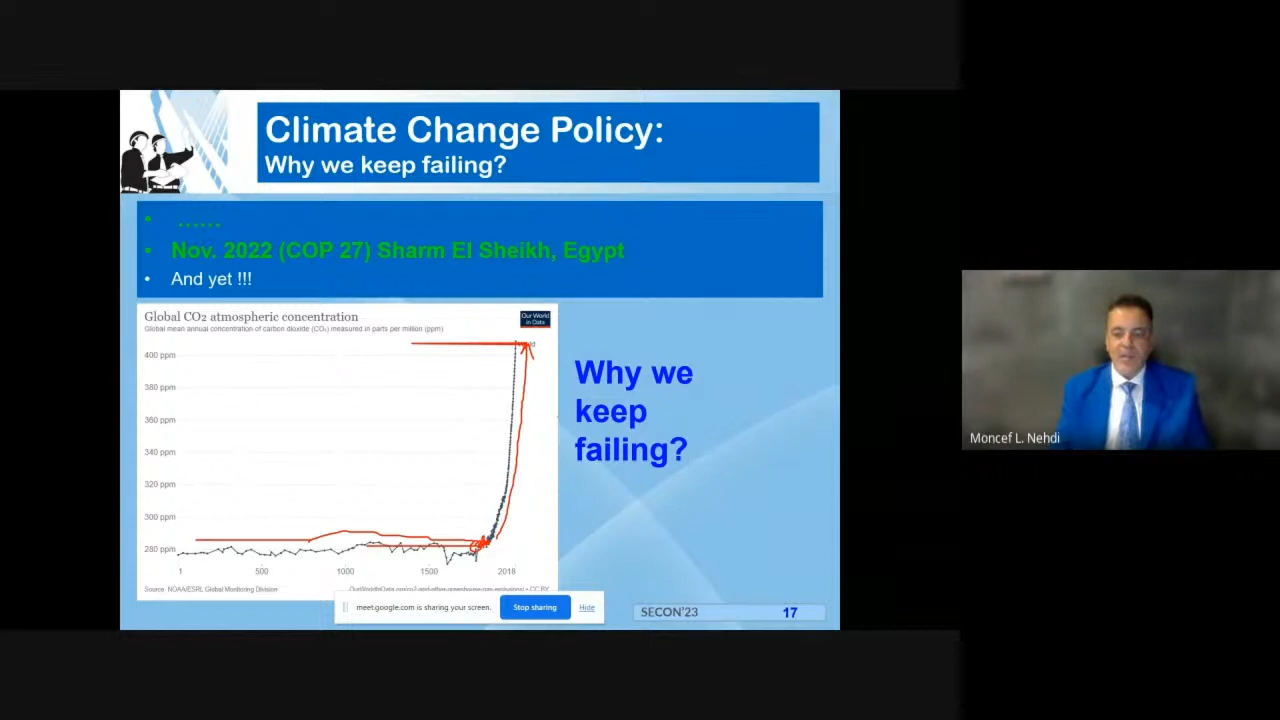 Climate Change Policy:
Why we keep failing?
• ......
• Nov. 2022 (COP 27) Sharm El Sheikh, Egypt
• And yet !!!
Global CO2 atmospheric concentration
Global mean annual concentration of carbon dioxide (CO₂) measured in parts per million (ppm)
Our World
in Data
400 ppm
380 ppm
360 ppm
340 ppm
320 ppm
300 ppm
280 ppm
1 500 1000 1500 2018
Source: NOAA/ESRL Global Monitoring Division
CC BY
Why we
keep
failing?
meet.google.com is sharing your screen. Stop sharing Hide
SECON'23 17
Moncef L. Nehdi